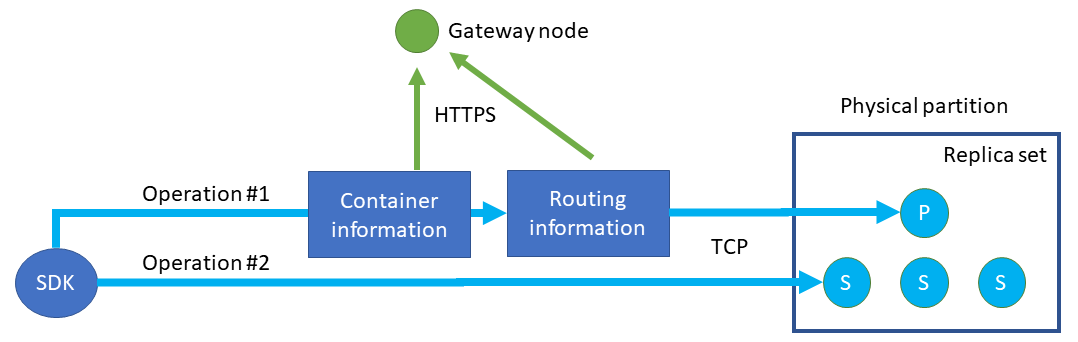 Gateway node
HTTPS
Physical partition
Replica set
Operation #1
Container
information
Routing
information
P
TCP
Operation #2
SDK
S
S
S